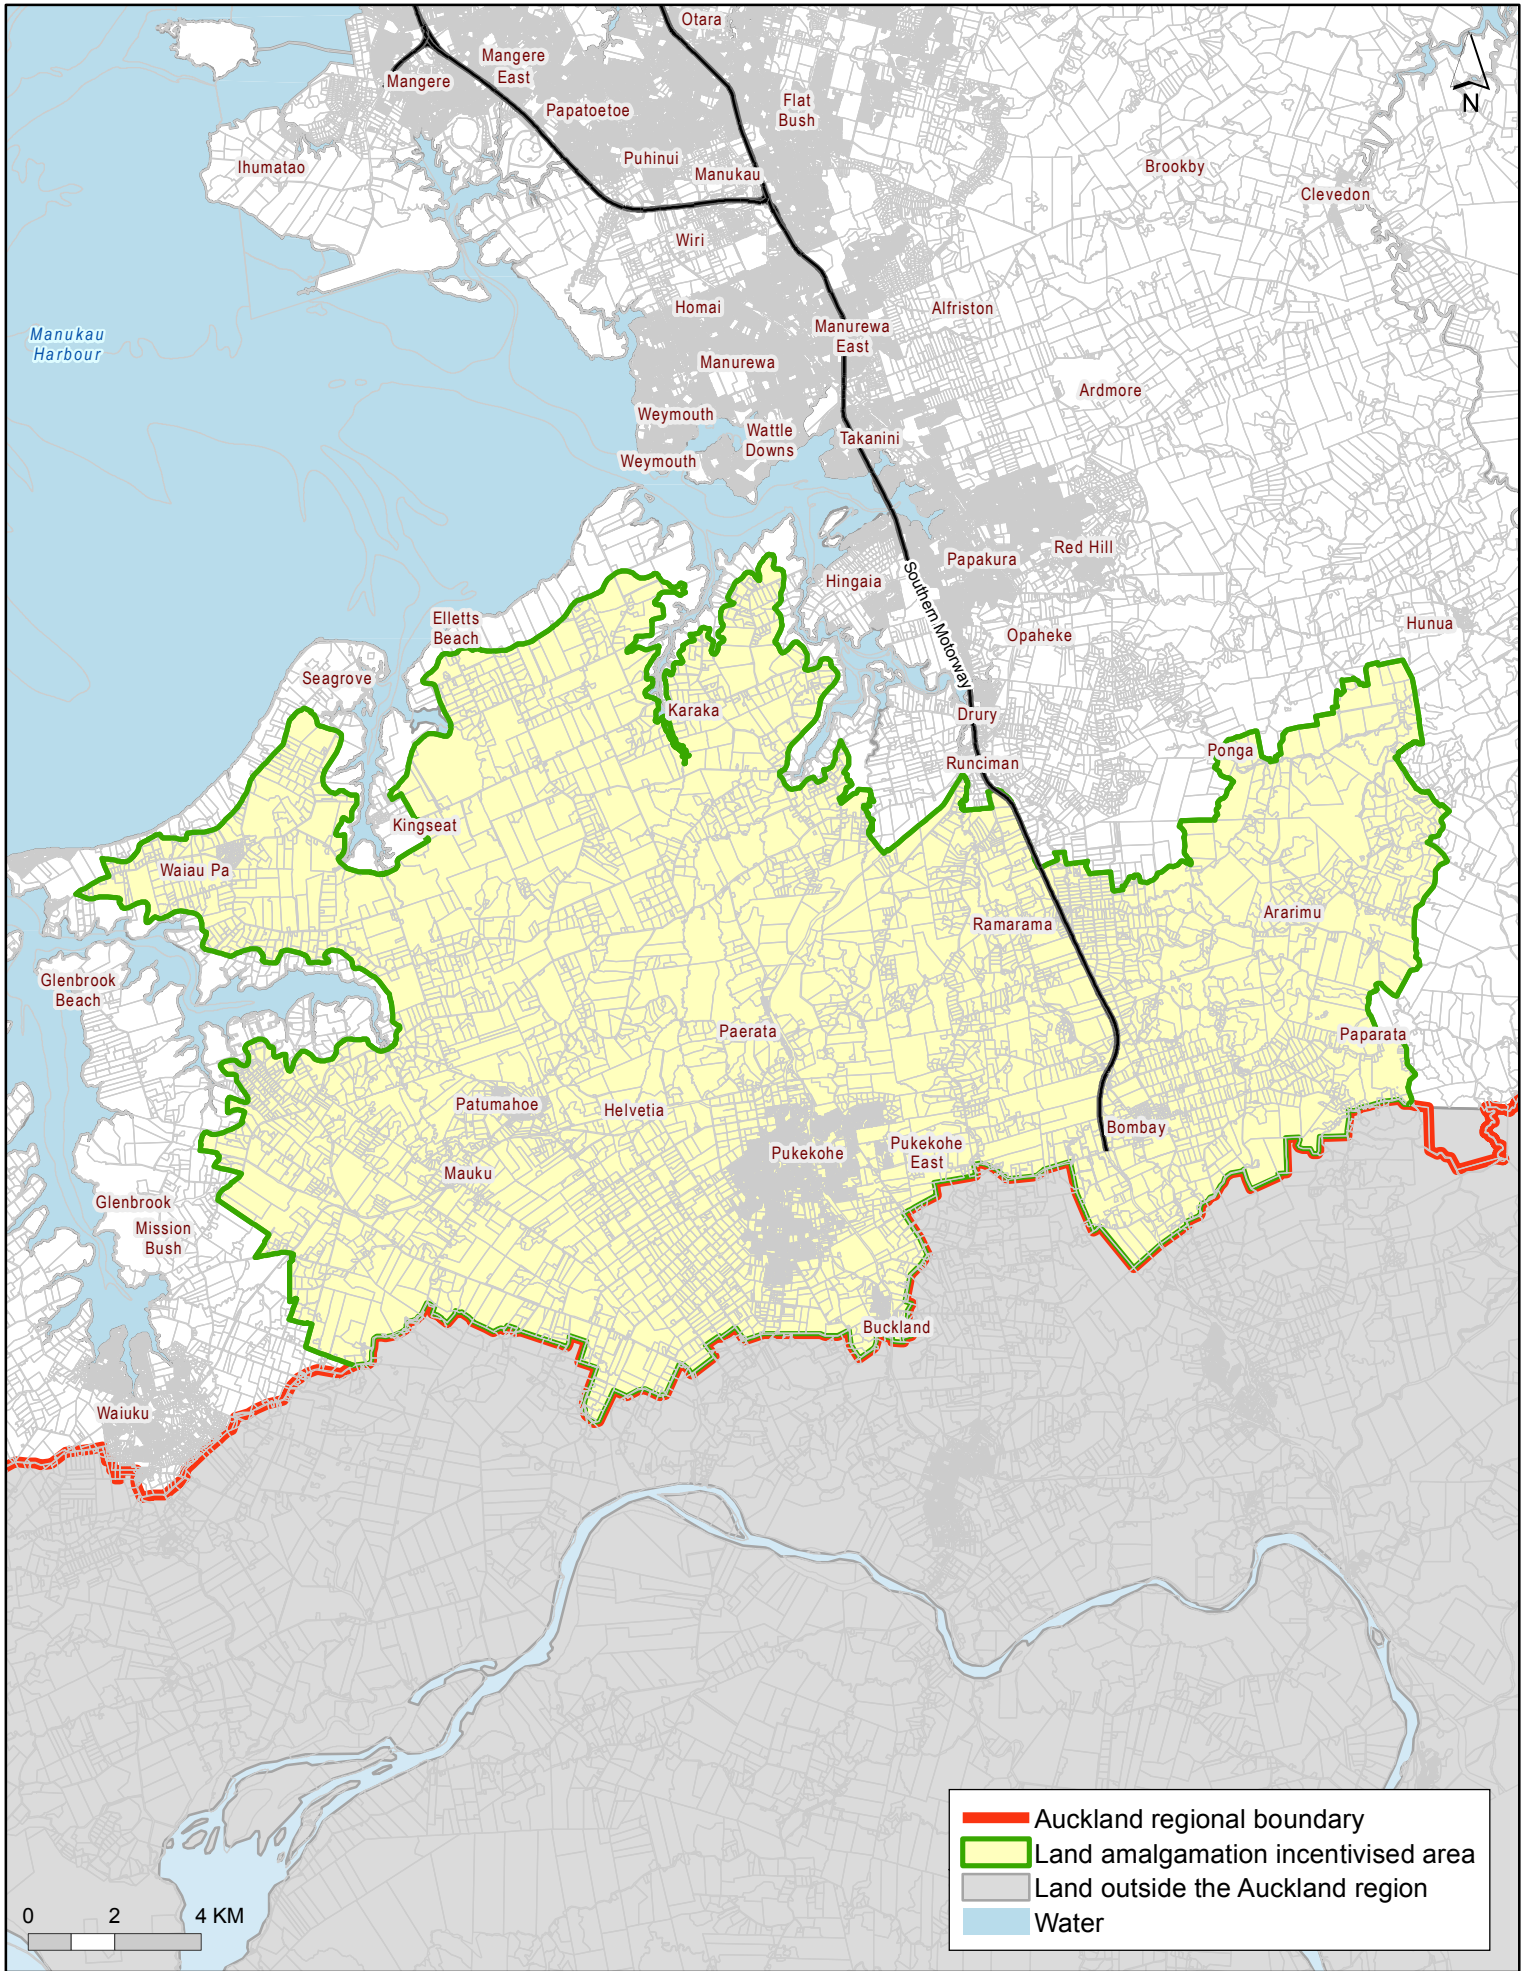 Otara
Mangere
East
Mangere
Papatoetoe
Flat
Bush
Ihumatao
Puhinui
Manukau
Brookby
Clevedon
Wiri
Homai
Alfriston
Manukau
Harbour
Manurewa
East
Manurewa
Ardmore
Weymouth
Wattle
Downs
Takanini
Weymouth
Papakura
Red Hill
Hingaia
Southern Motorway
Elletts
Beach
Opaheke
Hunua
Seagrove
Karaka
Drury
Ponga
Runciman
Kingseat
Waiau Pa
Ararimu
Ramarama
Glenbrook
Beach
Paerata
Paparata
Patumahoe
Helvetia
Bombay
Pukekohe
Pukekohe
East
Mauku
Glenbrook
Mission
Bush
Buckland
Waiuku
N
Auckland regional boundary
Land amalgamation incentivised area
Land outside the Auckland region
Water
0 2 4 KM